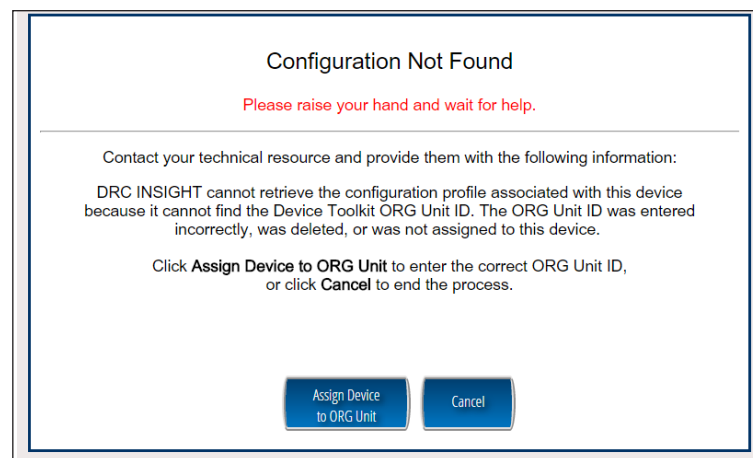 Configuration Not Found
Please raise your hand and wait for help.
Contact your technical resource and provide them with the following information:
DRC INSIGHT cannot retrieve the configuration profile associated with this device
because it cannot find the Device Toolkit ORG Unit ID. The ORG Unit ID was entered
incorrectly, was deleted, or was not assigned to this device.
Click Assign Device to ORG Unit to enter the correct ORG Unit ID,
or click Cancel to end the process.
Assign Device
to ORG Unit
Cancel